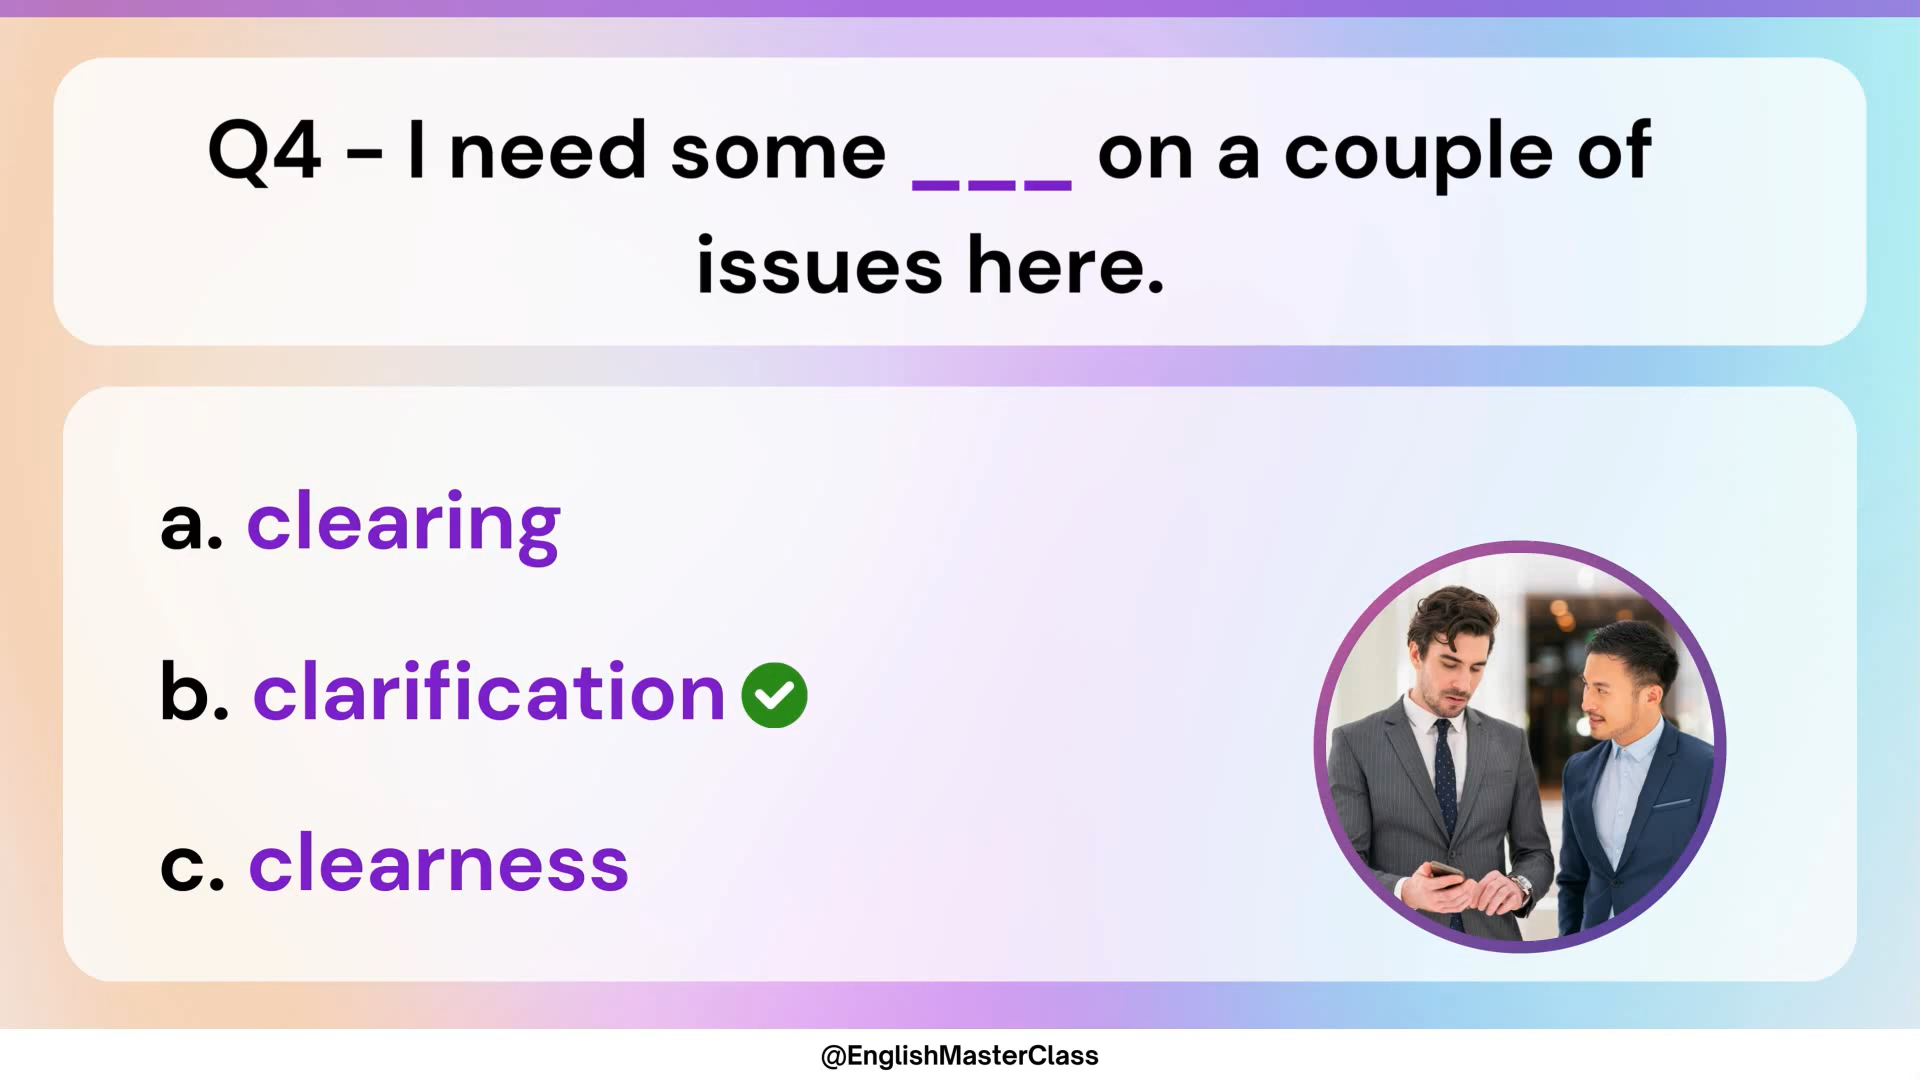 Q4 - I need some ___ on a couple of
issues here.
a. clearing
b. clarification
c. clearness
@EnglishMasterClass